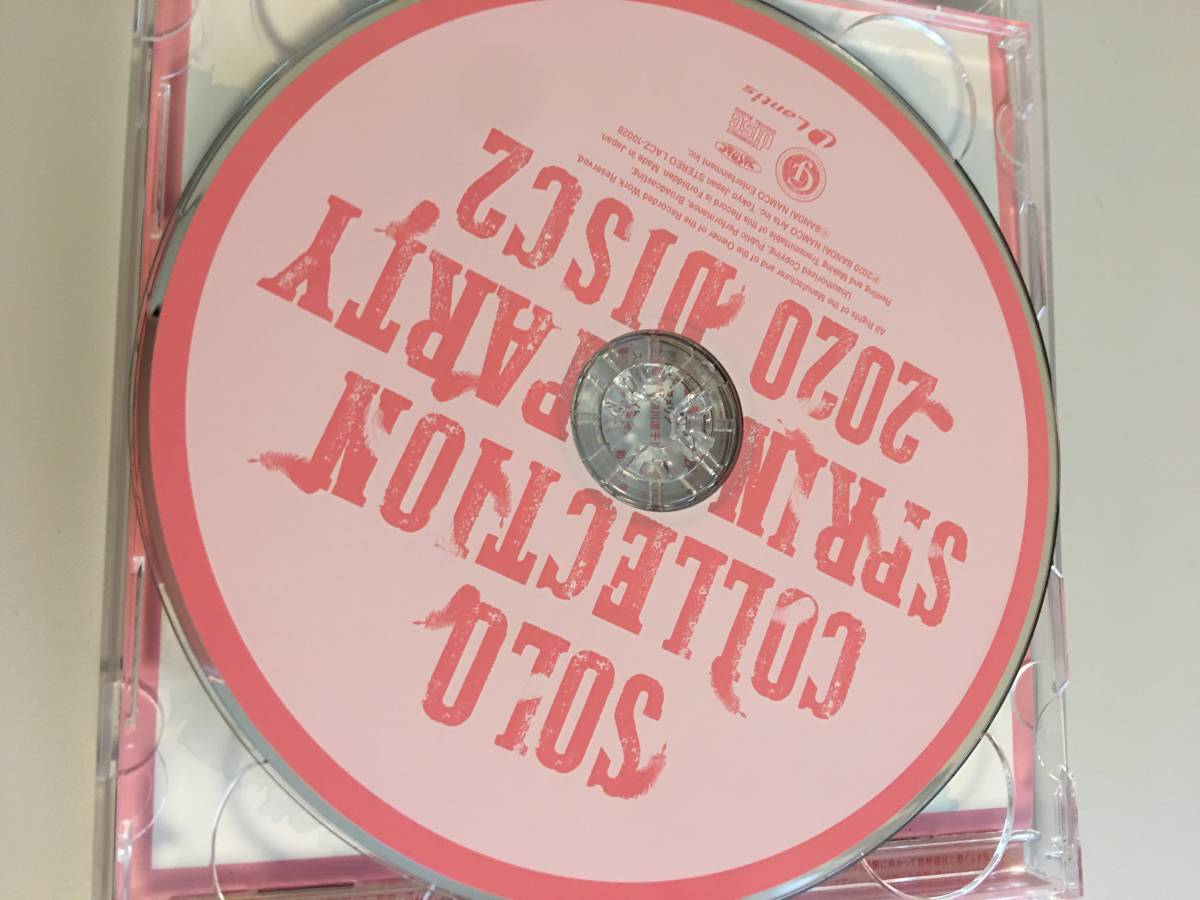 SOLO
COLLECTION
SPRIN PARTY
2020 DISC2
All Rights of the Manufacturer and of the Owner of the Recorded Work Reserved.
Unauthorized Copying, Public Performance, Broadcasting,
Renting and Making Transmittable of this Record is Forbidden. Made in Japan.
℗2020 BANDAI NAMCO Entertainment Inc.
℗BANDAI NAMCO Arts Inc. Tokyo Japan STEREO LACZ-10028
Lantis